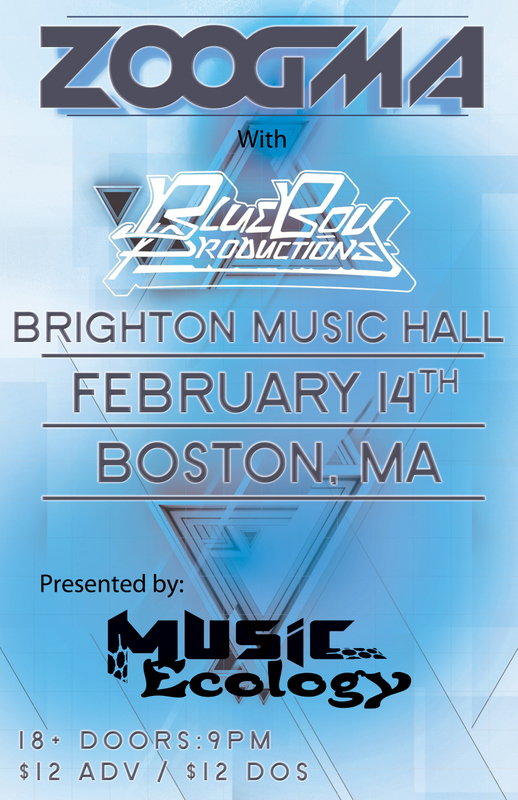 ZOOGMA
With
BLUEBOY
PRODUCTIONS
BRIGHTON MUSIC HALL
FEBRUARY 14TH
BOSTON, MA
Presented by:
MUSIC
Ecology
18+ DOORS:9PM
$12 ADV / $12 DOS